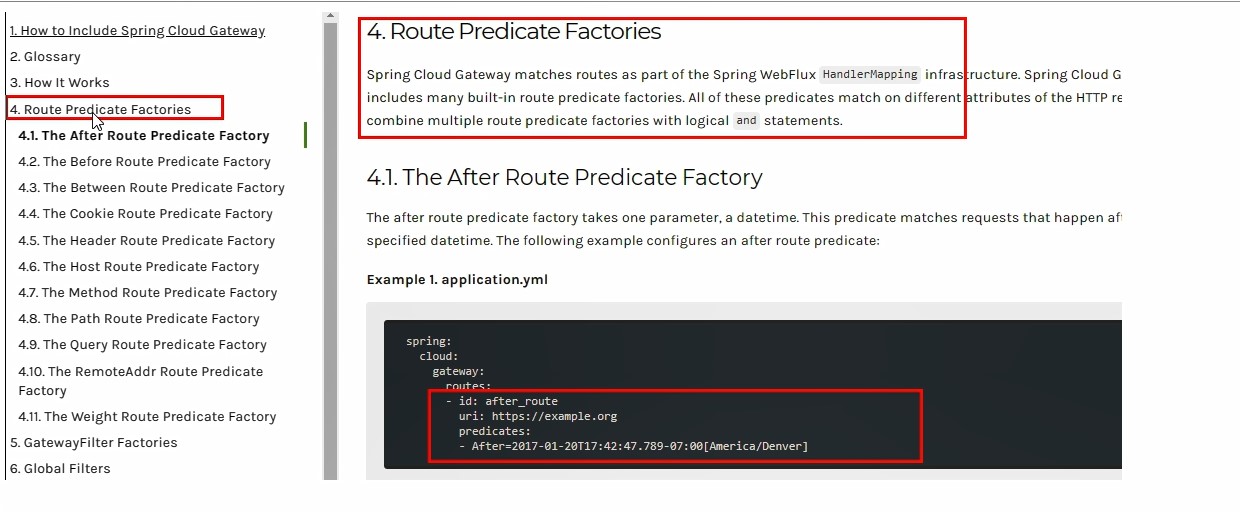 1. How to Include Spring Cloud Gateway
2. Glossary
3. How It Works
4. Route Predicate Factories
4.1. The After Route Predicate Factory
4.2. The Before Route Predicate Factory
4.3. The Between Route Predicate Factory
4.4. The Cookie Route Predicate Factory
4.5. The Header Route Predicate Factory
4.6. The Host Route Predicate Factory
4.7. The Method Route Predicate Factory
4.8. The Path Route Predicate Factory
4.9. The Query Route Predicate Factory
4.10. The RemoteAddr Route Predicate
Factory
4.11. The Weight Route Predicate Factory
5. GatewayFilter Factories
6. Global Filters
4. Route Predicate Factories
Spring Cloud Gateway matches routes as part of the Spring WebFlux HandlerMapping infrastructure. Spring Cloud G
includes many built-in route predicate factories. All of these predicates match on different attributes of the HTTP re
combine multiple route predicate factories with logical and statements.
4.1. The After Route Predicate Factory
The after route predicate factory takes one parameter, a datetime. This predicate matches requests that happen af
specified datetime. The following example configures an after route predicate:
Example 1. application.yml
spring:
cloud:
gateway:
routes:
- id: after_route
uri: https://example.org
predicates:
- After=2017-01-20T17:42:47.789-07:00[America/Denver]